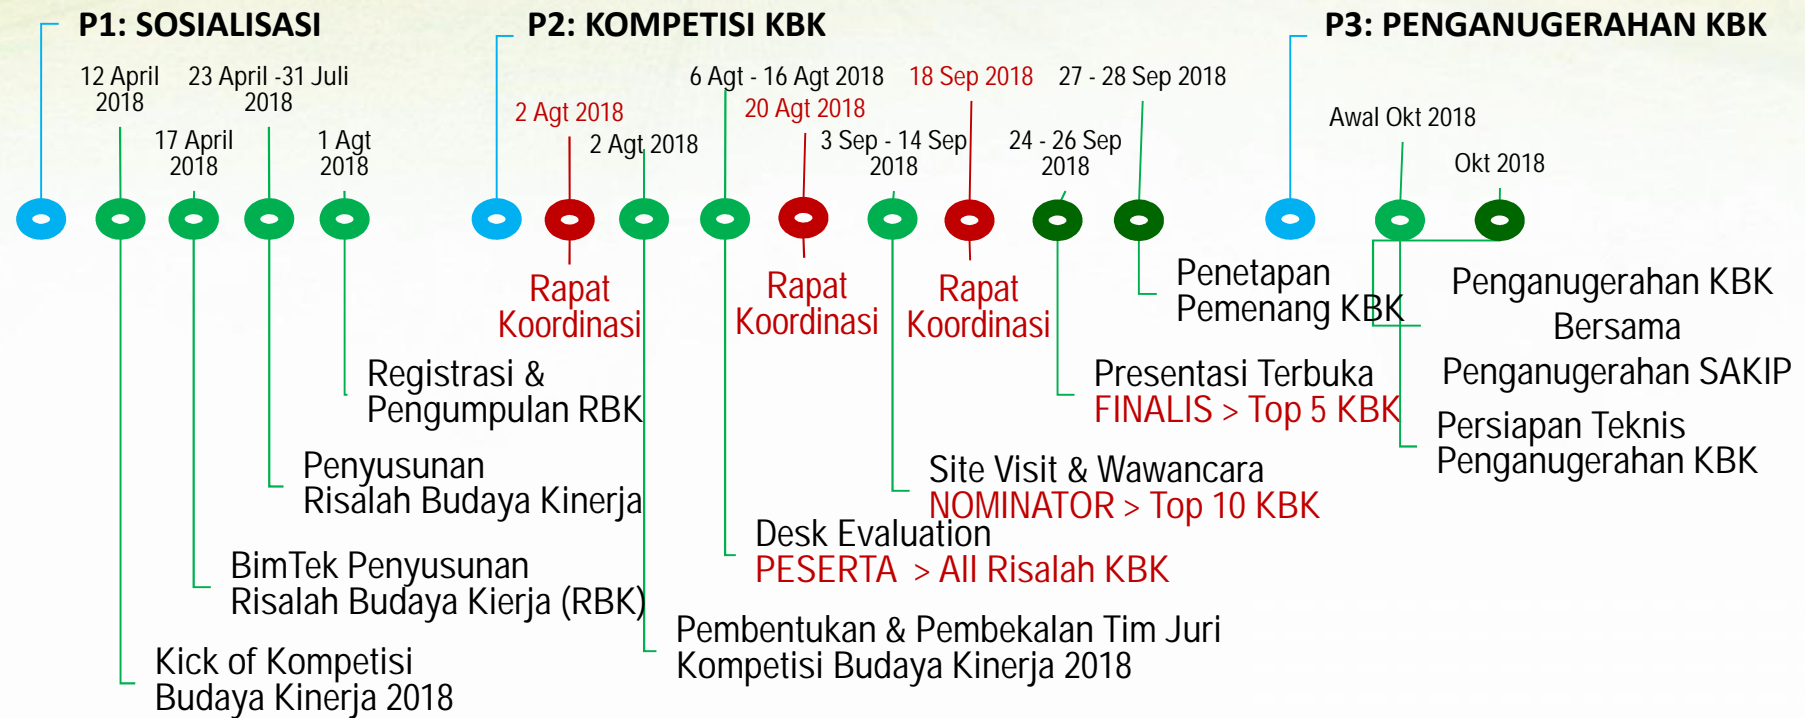 P1: SOSIALISASI
12 April
2018
17 April
2018
23 April -31 Juli
2018
1 Agt
2018
Registrasi &
Pengumpulan RBK
Penyusunan
Risalah Budaya Kinerja
BimTek Penyusunan
Risalah Budaya Kierja (RBK)
Kick of Kompetisi
Budaya Kinerja 2018
P2: KOMPETISI KBK
2 Agt 2018
2 Agt 2018
6 Agt - 16 Agt 2018
20 Agt 2018
3 Sep - 14 Sep
2018
18 Sep 2018
24 - 26 Sep
2018
27 - 28 Sep 2018
Rapat
Koordinasi
Rapat
Koordinasi
Rapat
Koordinasi
Penetapan
Pemenang KBK
Presentasi Terbuka
FINALIS > Top 5 KBK
Site Visit & Wawancara
NOMINATOR > Top 10 KBK
Desk Evaluation
PESERTA > All Risalah KBK
Pembentukan & Pembekalan Tim Juri
Kompetisi Budaya Kinerja 2018
P3: PENGANUGERAHAN KBK
Awal Okt 2018
Okt 2018
Penganugerahan KBK
Bersama
Penganugerahan SAKIP
Persiapan Teknis
Penganugerahan KBK